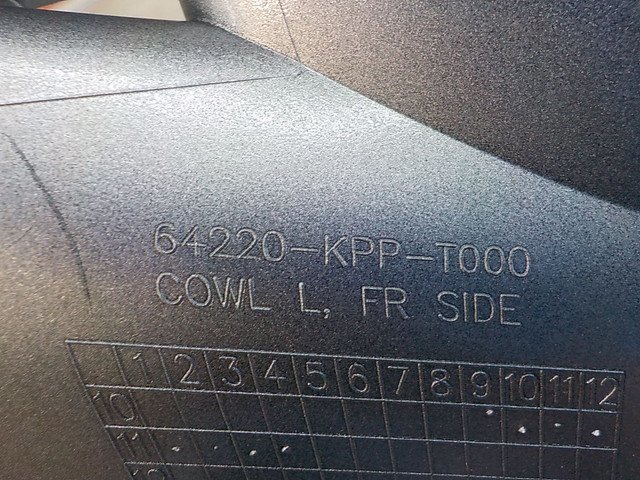 64220-KPP-T000
COWL L, FR SIDE
1 2 3 4 5 6 7 8 9 10 11 12
10
11